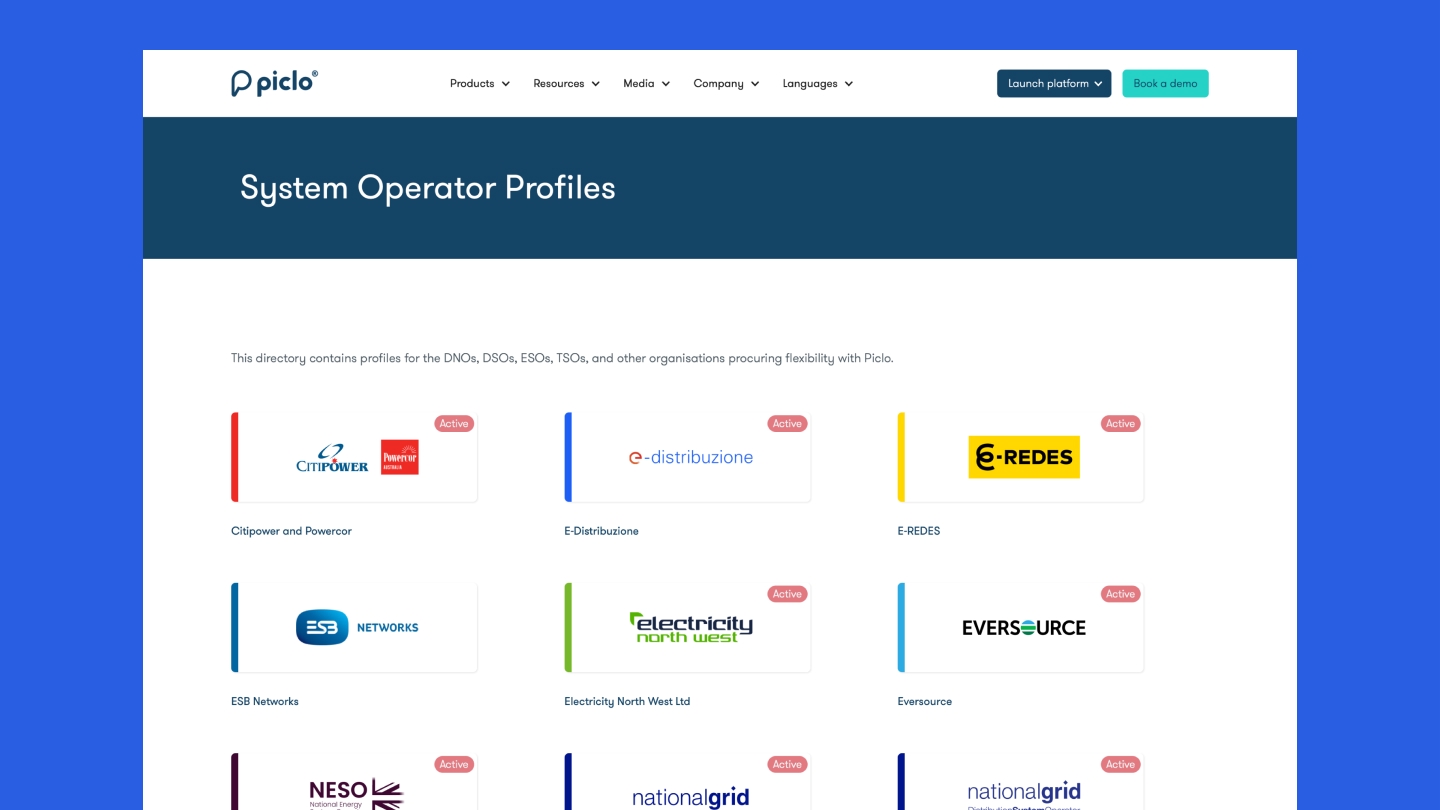 piclo®
Products
Resources
Media
Company
Languages
Launch platform
Book a demo
System Operator Profiles
This directory contains profiles for the DNOs, DSOs, ESOs, TSOs, and other organisations procuring flexibility with Piclo.
Active
CITIPOWER
Powercor
AUSTRALIA
Citipower and Powercor
Active
e-distribuzione
E-Distribuzione
Active
E-REDES
E-REDES
ESB NETWORKS
ESB Networks
Active
electricity
north west
Electricity North West Ltd
Active
EVERSOURCE
Eversource
Active
NESO
National Energy
Active
nationalgrid
Active
nationalgrid
DistributionSystemOperator